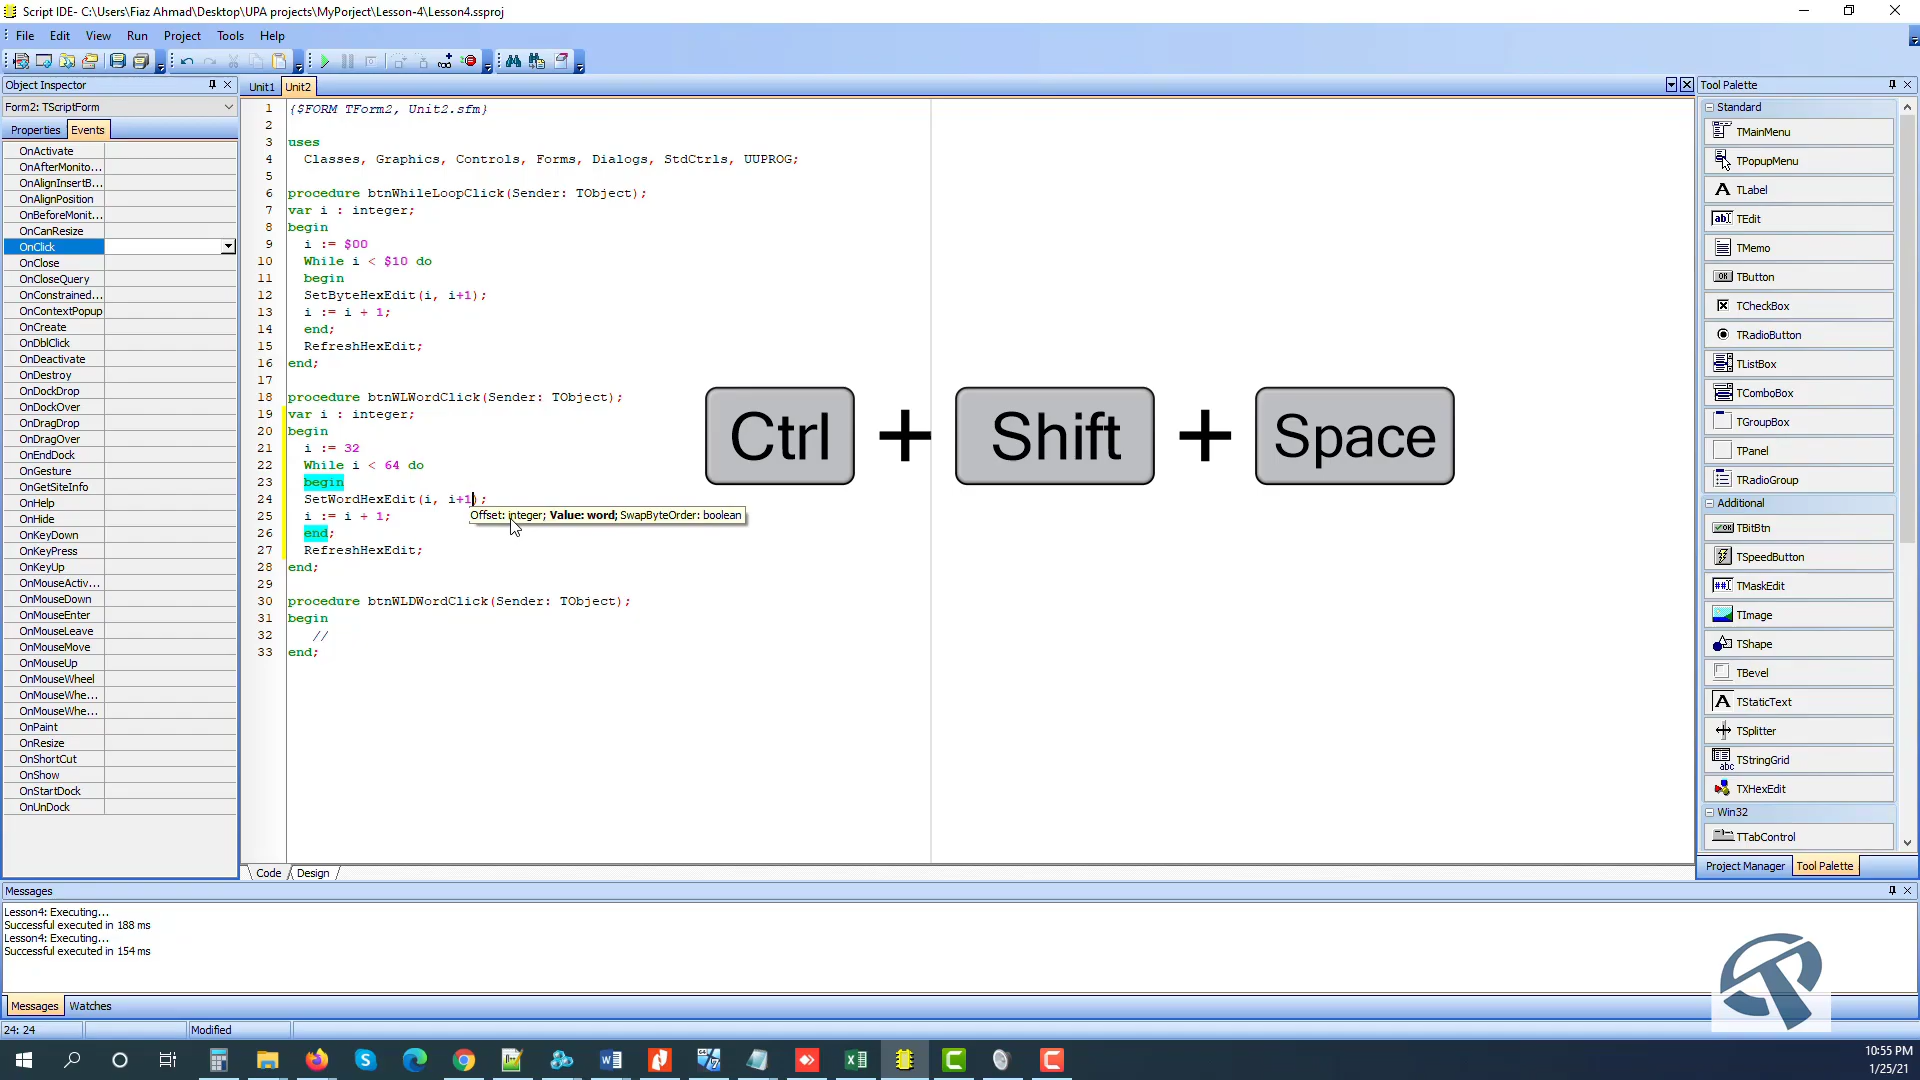 Script IDE- C:\Users\Fiaz Ahmad\Desktop\UPA projects\MyPorject\Lesson-4\Lesson4.ssproj
File Edit View Run Project Tools Help
Object Inspector
Form2: TScriptForm
Properties Events
OnActivate
OnAfterMonito...
OnAlignInsertB...
OnAlignPosition
OnBeforeMonit...
OnCanResize
OnClick
OnClose
OnCloseQuery
OnConstrained...
OnContextPopup
OnCreate
OnDblClick
OnDeactivate
OnDestroy
OnDockDrop
OnDockOver
OnDragDrop
OnDragOver
OnEndDock
OnGesture
OnGetSiteInfo
OnHelp
OnHide
OnKeyDown
OnKeyPress
OnKeyUp
OnMouseActiv...
OnMouseDown
OnMouseEnter
OnMouseLeave
OnMouseMove
OnMouseUp
OnMouseWheel
OnMouseWhe...
OnMouseWhe...
OnPaint
OnResize
OnShortCut
OnShow
OnStartDock
OnUnDock
Unit1 Unit2
1 {$FORM TForm2, Unit2.sfm}
2
3 uses
4 Classes, Graphics, Controls, Forms, Dialogs, StdCtrls, UUPROG;
5
6 procedure btnWhileLoopClick(Sender: TObject);
7 var i : integer;
8 begin
9 i := $00
10 While i < $10 do
11 begin
12 SetByteHexEdit(i, i+1);
13 i := i + 1;
14 end;
15 RefreshHexEdit;
16 end;
17
18 procedure btnWLWordClick(Sender: TObject);
19 var i : integer;
20 begin
21 i := 32
22 While i < 64 do
23 begin
24 SetWordHexEdit(i, i+1);
Offset: integer; Value: word; SwapByteOrder: boolean
25 i := i + 1;
26 end;
27 RefreshHexEdit;
28 end;
29
30 procedure btnWLDWordClick(Sender: TObject);
31 begin
32 //
33 end;
Ctrl + Shift + Space
Code Design
Tool Palette
Standard
TMainMenu
TPopupMenu
A TLabel
ab TEdit
TMemo
OK TButton
TCheckBox
TRadioButton
TListBox
TComboBox
TGroupBox
TPanel
TRadioGroup
Additional
OK TBitBtn
TSpeedButton
## TMaskEdit
TImage
TShape
TBevel
A TStaticText
TSplitter
abc TStringGrid
TXHexEdit
Win32
TTabControl
Project Manager Tool Palette
Messages
Lesson4: Executing...
Successful executed in 188 ms
Lesson4: Executing...
Successful executed in 154 ms
Messages Watches
24: 24 Modified
10:55 PM
1/25/21